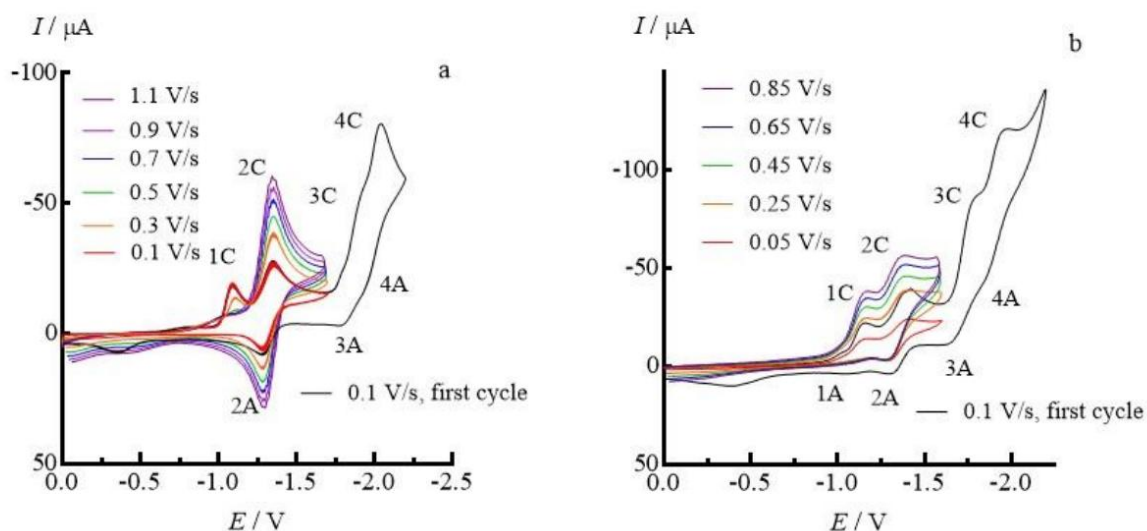 I / μA
a
-100
-50
0
50
1.1 V/s
0.9 V/s
0.7 V/s
0.5 V/s
0.3 V/s
0.1 V/s
4C
2C
3C
1C
4A
3A
2A
0.1 V/s, first cycle
0.0 -0.5 -1.0 -1.5 -2.0 -2.5
E / V
I / μA
b
-100
-50
0
50
0.85 V/s
0.65 V/s
0.45 V/s
0.25 V/s
0.05 V/s
4C
3C
2C
1C
4A
3A
1A 2A
0.1 V/s, first cycle
0.0 -0.5 -1.0 -1.5 -2.0
E / V